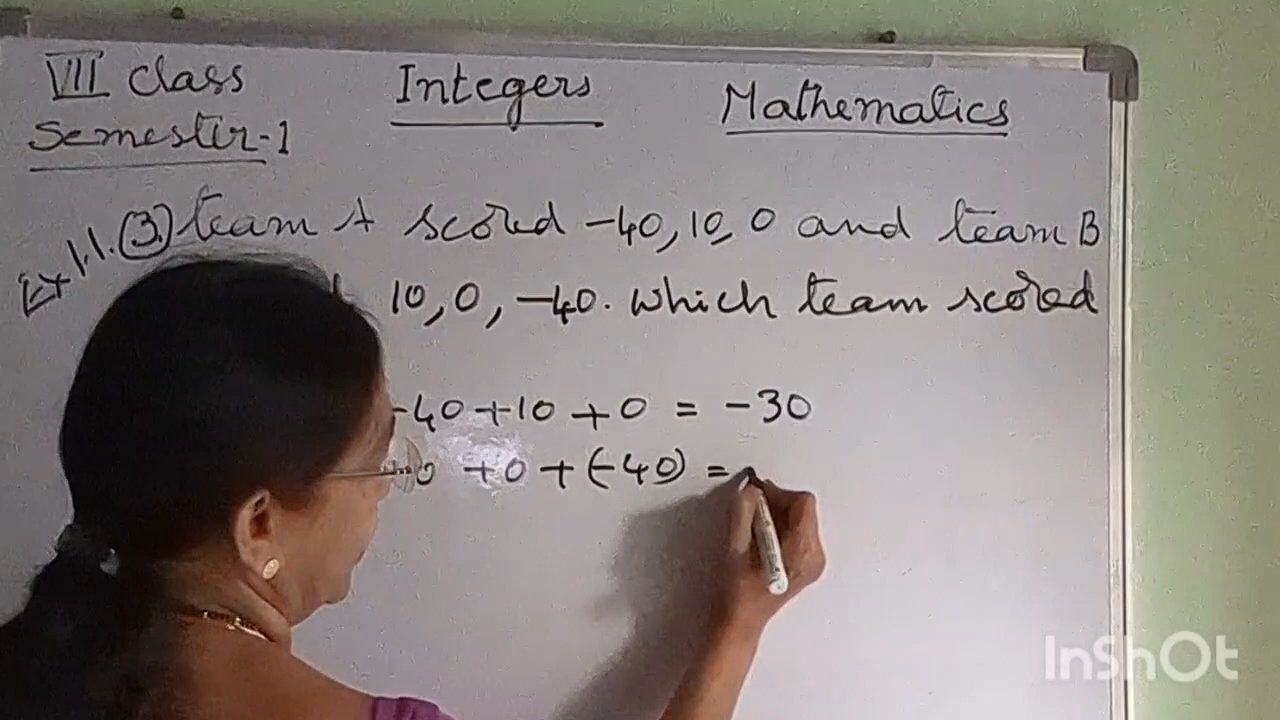 VII Class Integers Mathematics
Semester-1
Ex 1.1. (3.) team A scored -40, 10, 0 and team B
10, 0, -40. which team scored
-40 +10 +0 = -30
+0 +(-40) =
InShOt